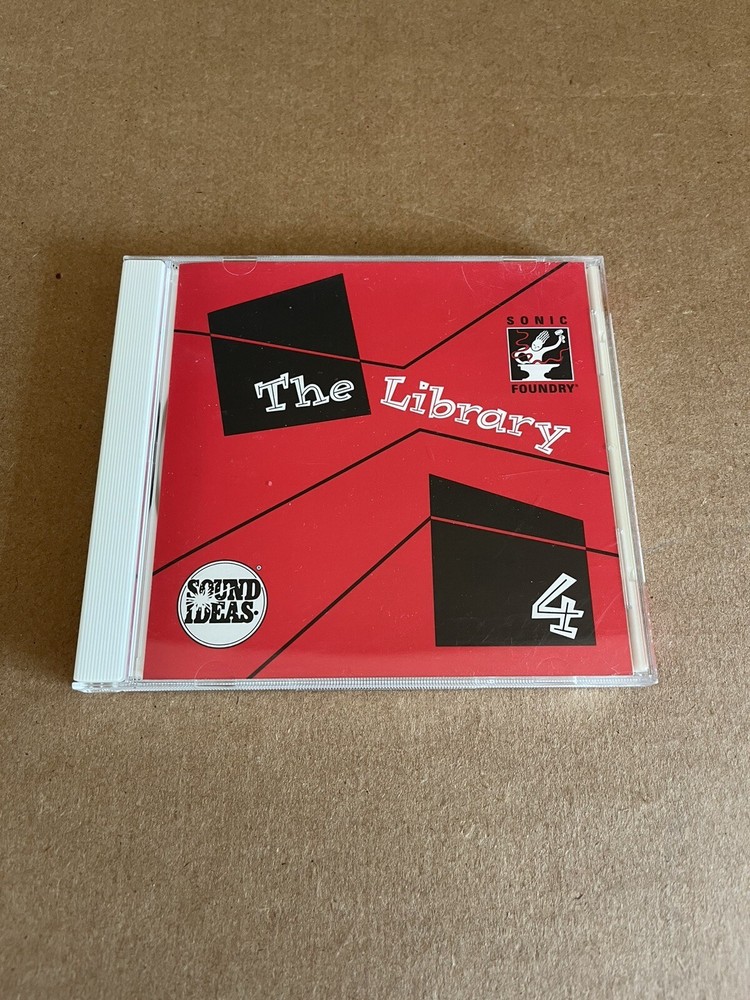 SONIC
FOUNDRY®
The Library
SOUND
IDEAS.
4